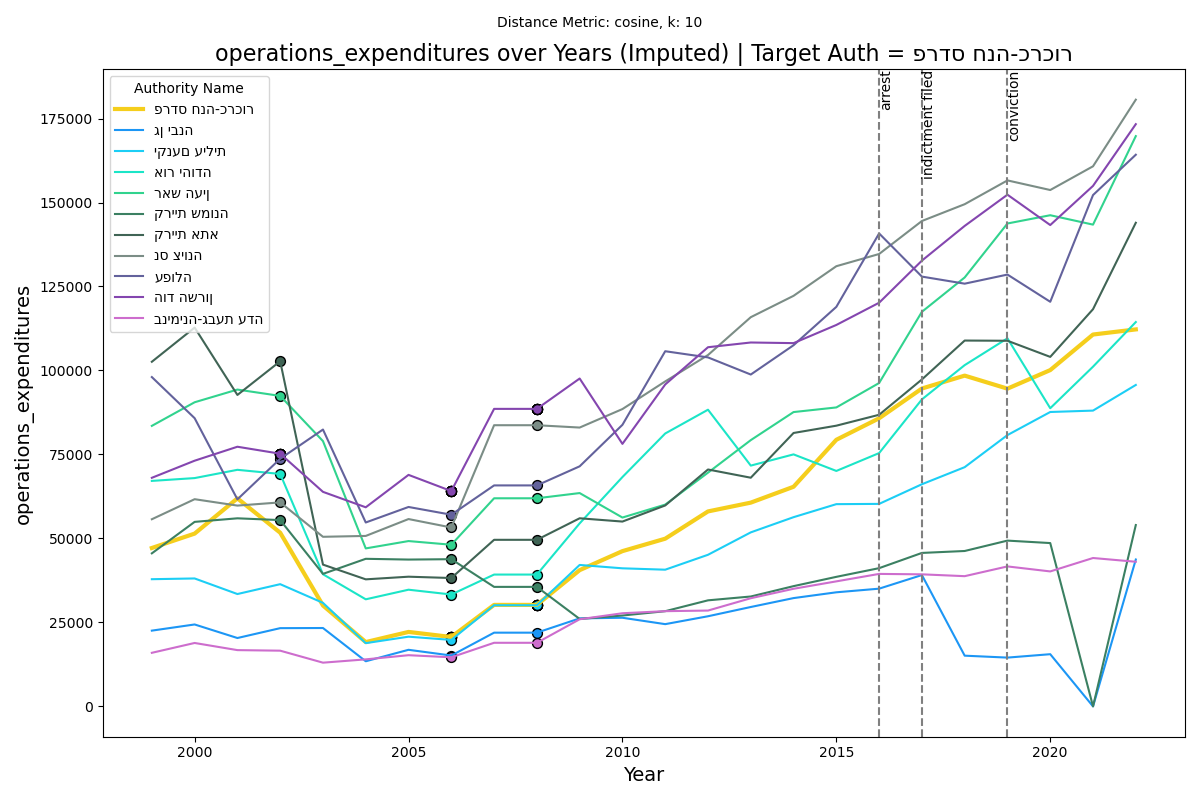 Distance Metric: cosine, k: 10
operations_expenditures over Years (Imputed) | Target Auth = פרדס חנה-כרכור
Authority Name
פרדס חנה-כרכור
גן יבנה
יקנעם עילית
אור יהודה
ראש העין
קריית שמונה
קריית אתא
נס ציונה
עפולה
הוד השרון
בנימינה-גבעת עדה
arrest
indictment filed
conviction
175000
150000
125000
100000
75000
50000
25000
0
operations_expenditures
2000 2005 2010 2015 2020
Year